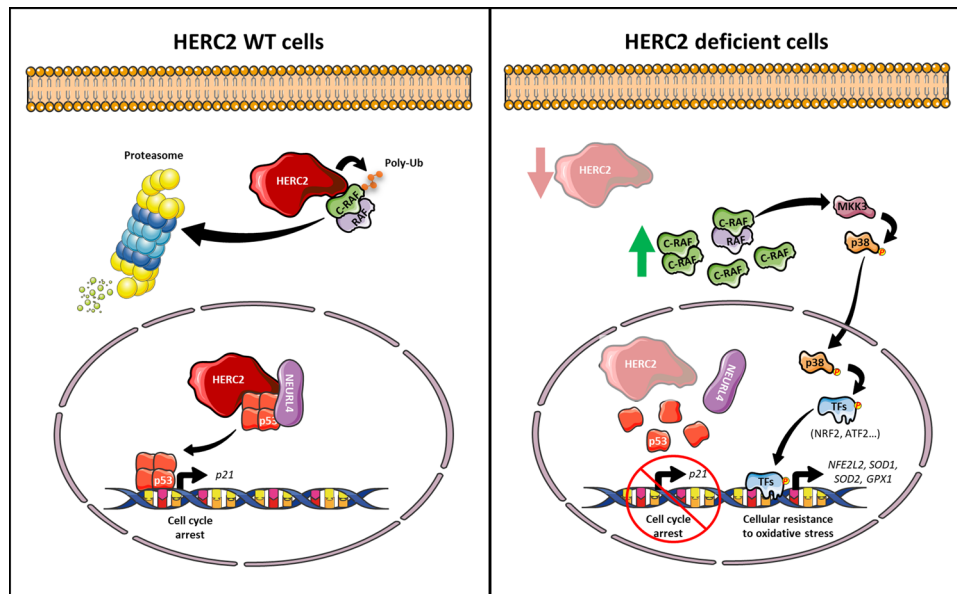 HERC2 WT cells
Proteasome
HERC2
Poly-Ub
C-RAF
RAF
HERC2
NEURL4
p53
p53
p21
Cell cycle
arrest
HERC2 deficient cells
HERC2
C-RAF
RAF
C-RAF
C-RAF
C-RAF
C-RAF
MKK3
p38
P
HERC2
NEURL4
p53
p38
P
TFs
P
(NRF2, ATF2...)
p21
TFs
P
NFE2L2, SOD1,
SOD2, GPX1
Cell cycle
arrest
Cellular resistance
to oxidative stress